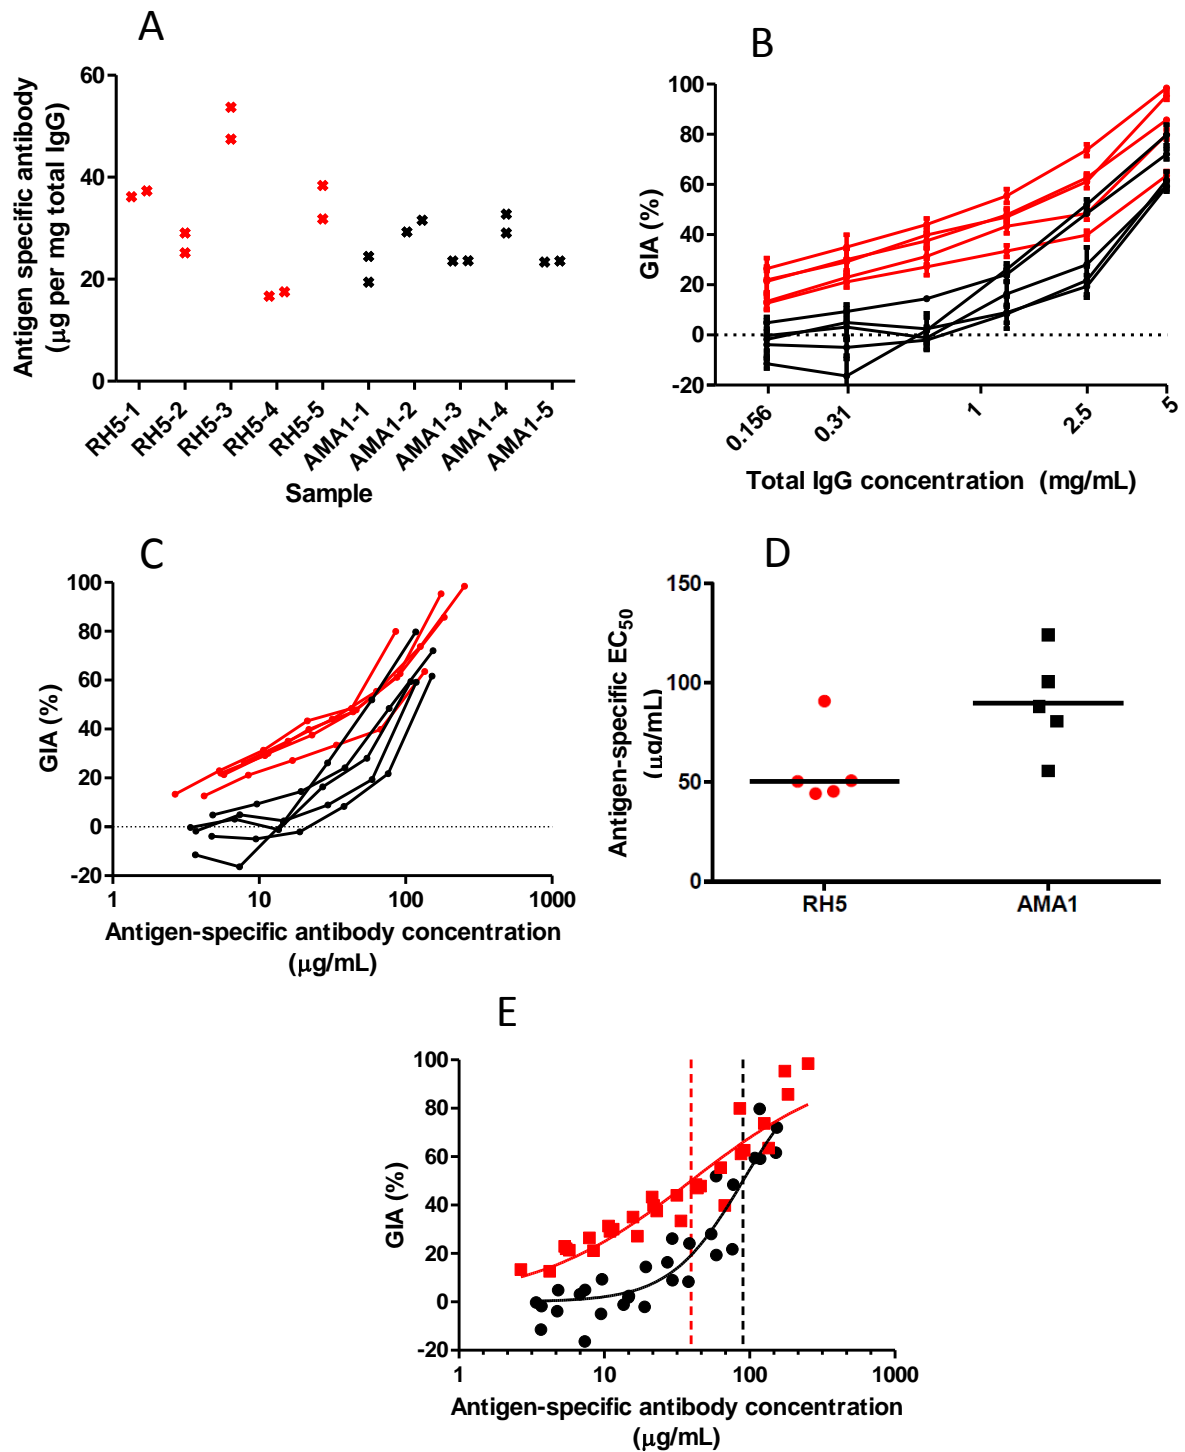 A
Antigen specific antibody
(μg per mg total IgG)
60
40
20
0
RH5-1
RH5-2
RH5-3
RH5-4
RH5-5
AMA1-1
AMA1-2
AMA1-3
AMA1-4
AMA1-5
Sample
B
GIA (%)
100
80
60
40
20
0
-20
0.156
0.31
1
2.5
5
Total IgG concentration (mg/mL)
C
GIA (%)
100
80
60
40
20
0
-20
1
10
100
1000
Antigen-specific antibody concentration
(μg/mL)
D
Antigen-specific EC50
(μg/mL)
150
100
50
0
RH5
AMA1
E
GIA (%)
100
80
60
40
20
0
-20
1
10
100
1000
Antigen-specific antibody concentration
(μg/mL)